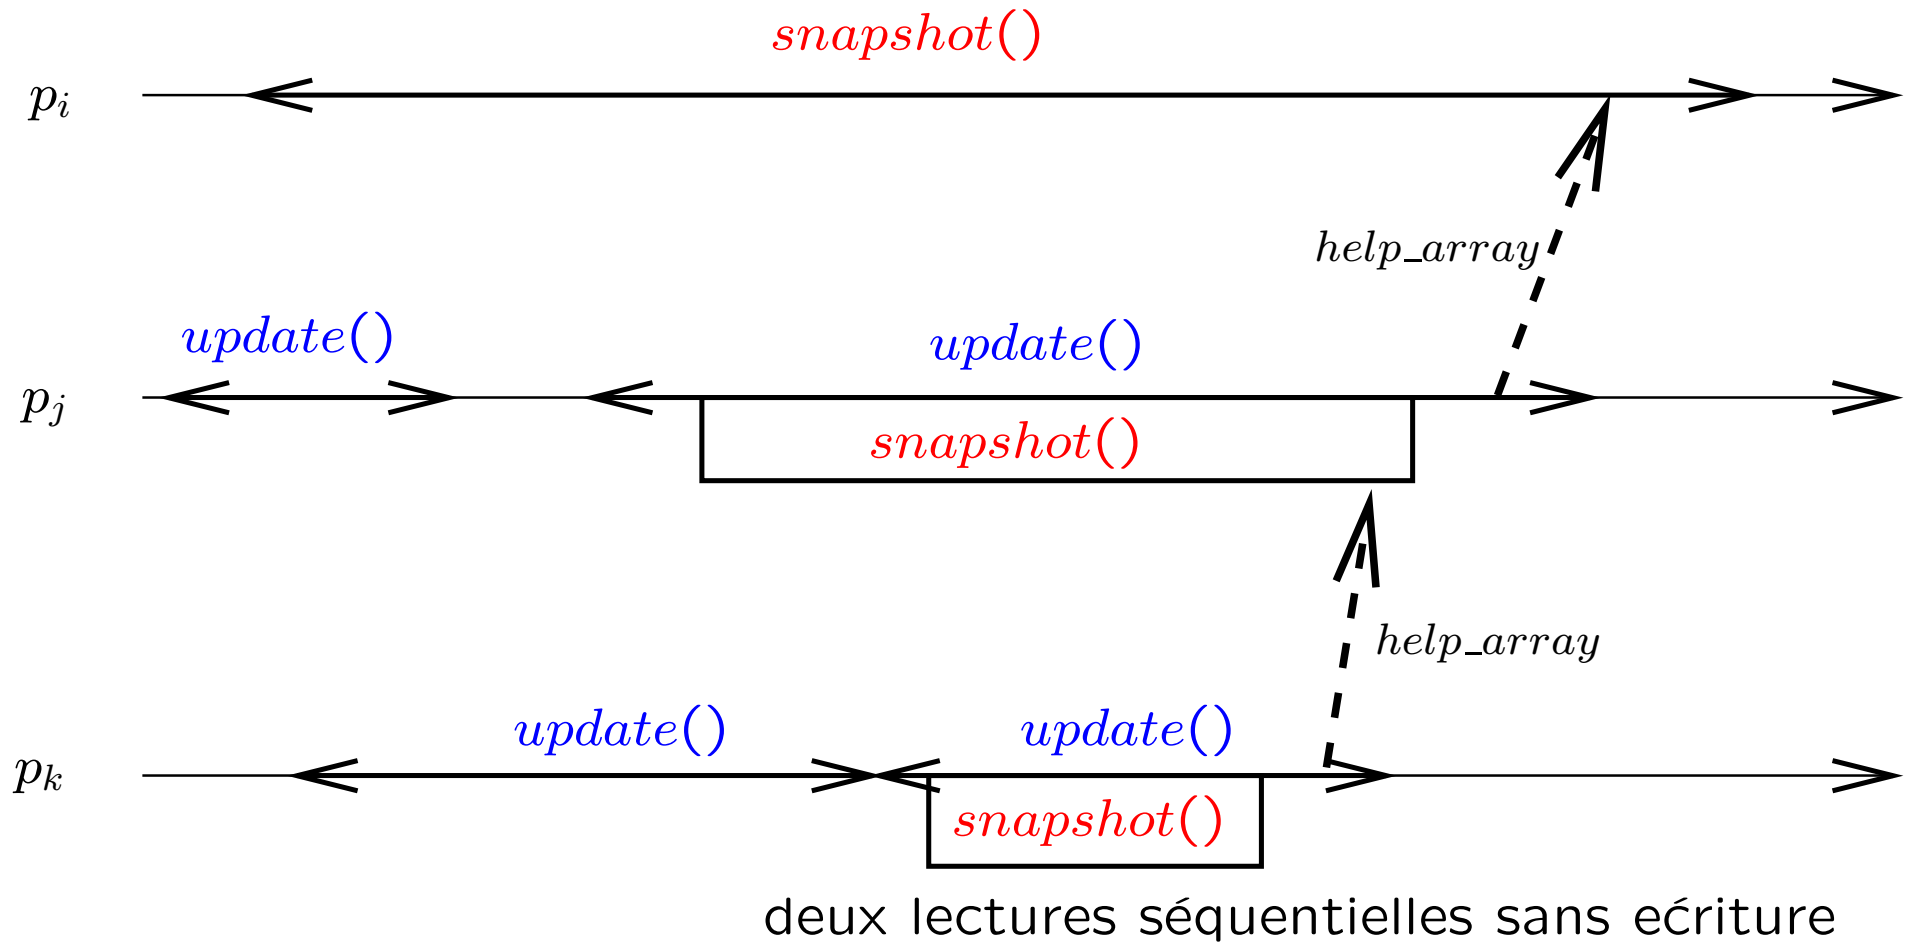 snapshot()
p_i
help_array
update() update()
p_j
snapshot()
help_array
update() update()
p_k
snapshot()
deux lectures séquentielles sans ećriture